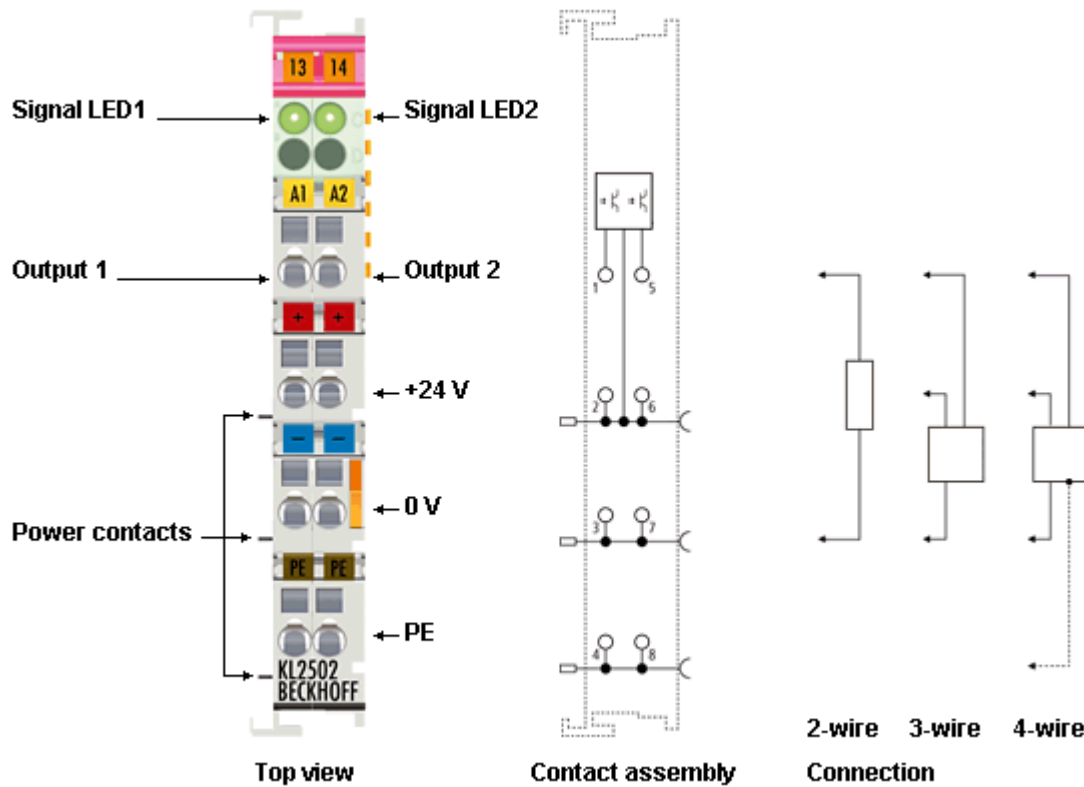 13 14
Signal LED1
Signal LED2
C
D
A1 A2
Output 1
Output 2
1 5
+ +
+24 V
2 6
− −
0 V
3 7
Power contacts
PE PE
PE
4 8
KL2502
BECKHOFF
2-wire 3-wire 4-wire
Top view
Contact assembly
Connection